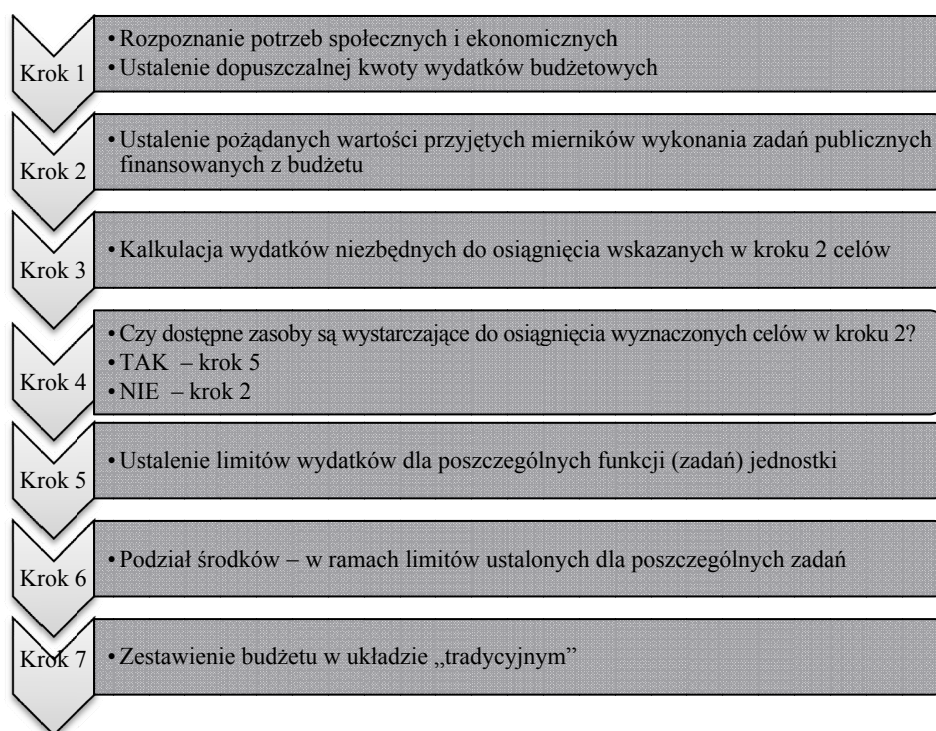 Krok 1
• Rozpoznanie potrzeb społecznych i ekonomicznych
• Ustalenie dopuszczalnej kwoty wydatków budżetowych
Krok 2
• Ustalenie pożądanych wartości przyjętych mierników wykonania zadań publicznych
finansowanych z budżetu
Krok 3
• Kalkulacja wydatków niezbędnych do osiągnięcia wskazanych w kroku 2 celów
Krok 4
• Czy dostępne zasoby są wystarczające do osiągnięcia wyznaczonych celów w kroku 2?
• TAK – krok 5
• NIE – krok 2
Krok 5
• Ustalenie limitów wydatków dla poszczególnych funkcji (zadań) jednostki
Krok 6
• Podział środków – w ramach limitów ustalonych dla poszczególnych zadań
Krok 7
• Zestawienie budżetu w układzie „tradycyjnym”